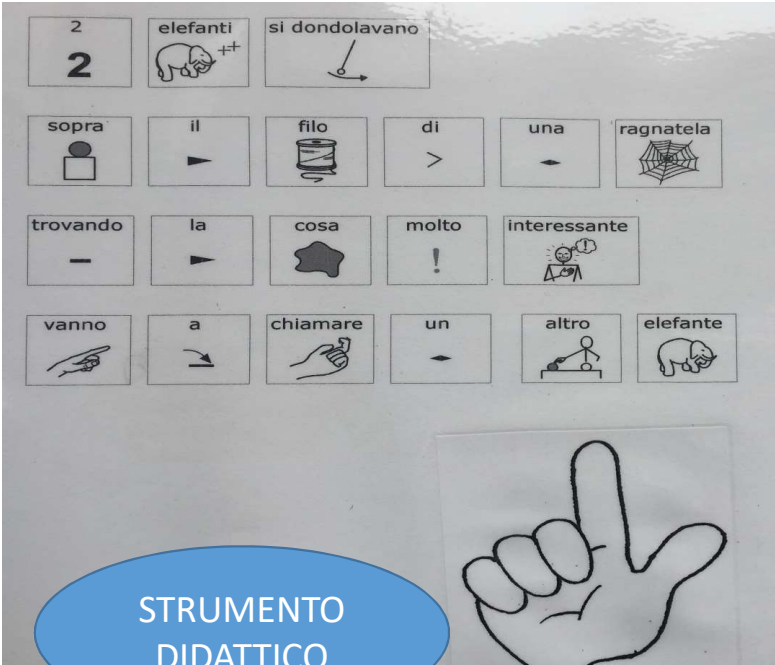 2 elefanti si dondolavano
2
sopra il filo di una ragnatela
trovando la cosa molto interessante
vanno a chiamare un altro elefante
STRUMENTO
DIDATTICO